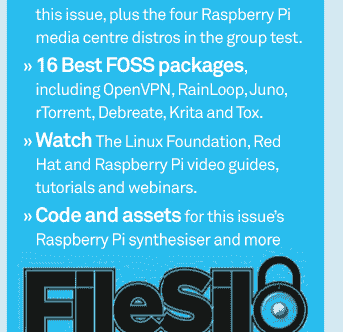 this issue, plus the four Raspberry Pi
media centre distros in the group test.
» 16 Best FOSS packages,
including OpenVPN, RainLoop, Juno,
rTorrent, Debreate, Krita and Tox.
» Watch The Linux Foundation, Red
Hat and Raspberry Pi video guides,
tutorials and webinars.
» Code and assets for this issue's
Raspberry Pi synthesiser and more
FileSilo